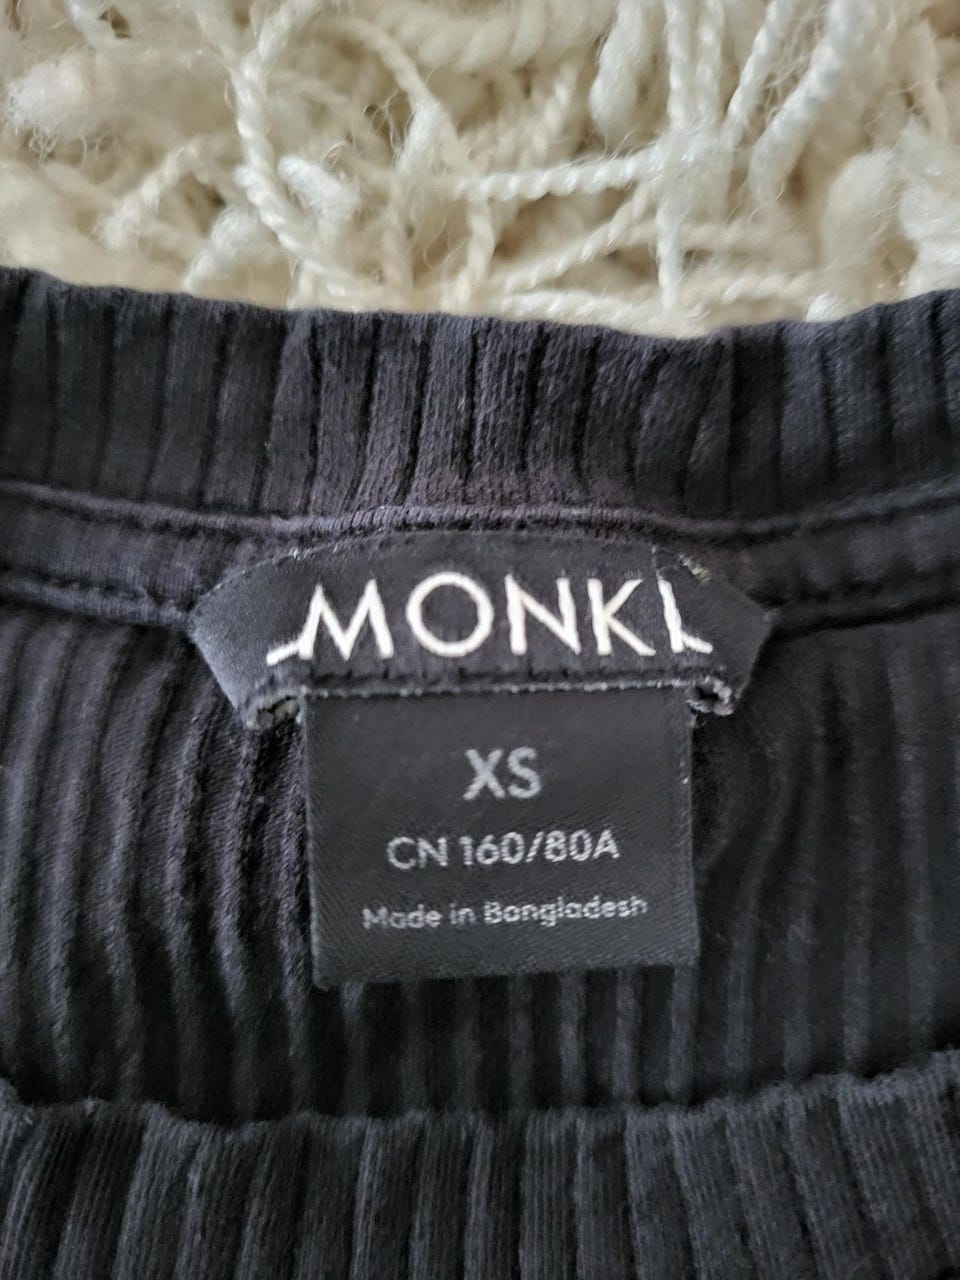 MONKI
XS
CN 160/80A
Made in Bangladesh